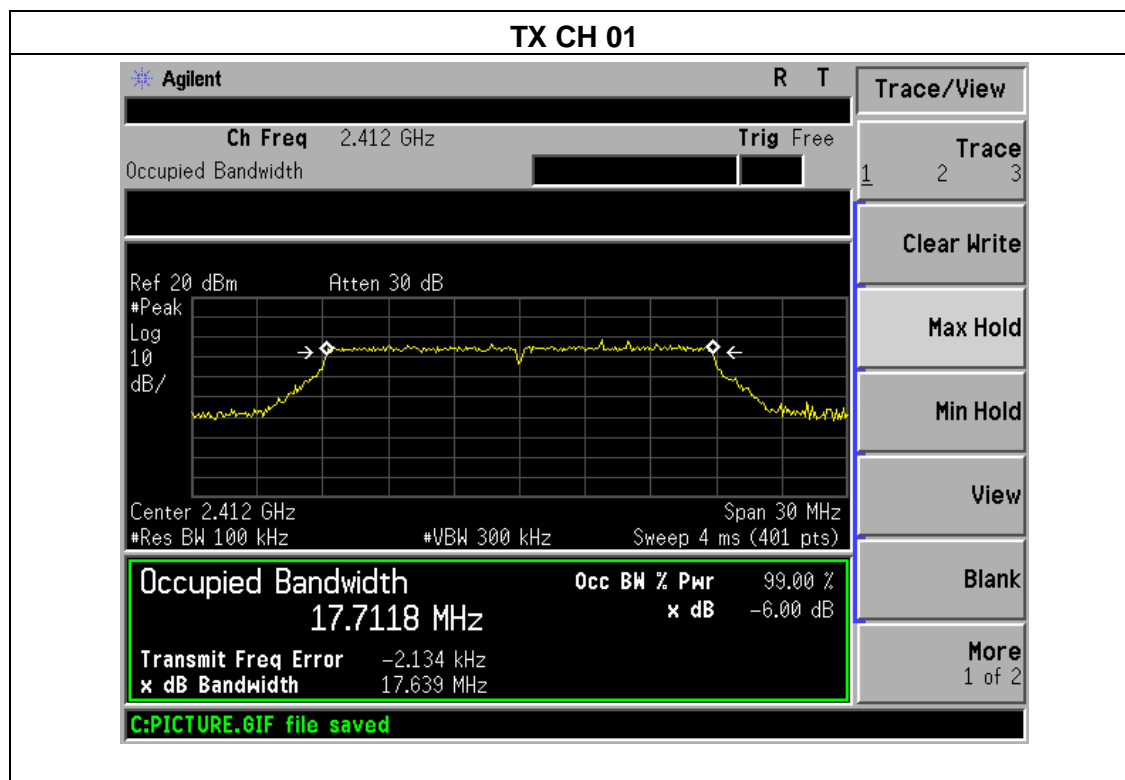 TX CH 01
Agilent R T
Trace/View
Ch Freq 2.412 GHz Trig Free
Occupied Bandwidth
Trace
1 2 3
Clear Write
Ref 20 dBm Atten 30 dB
#Peak
Log
10
dB/
Max Hold
Min Hold
View
Center 2.412 GHz Span 30 MHz
#Res BW 100 kHz #VBW 300 kHz Sweep 4 ms (401 pts)
Occupied Bandwidth Occ BW % Pwr 99.00 %
17.7118 MHz x dB -6.00 dB
Blank
Transmit Freq Error -2.134 kHz
x dB Bandwidth 17.639 MHz
More
1 of 2
C:PICTURE.GIF file saved